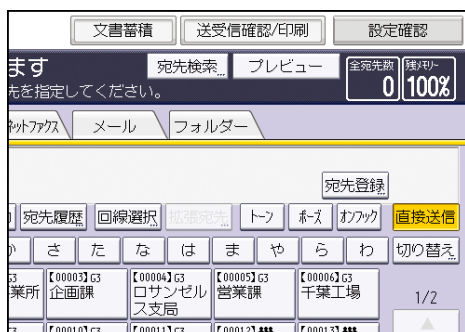 文書蓄積 送受信確認/印刷 設定確認
ます 宛先検索 プレビュー 全宛先数 残メモリー
先を指定してください。 0 100%
ネットファクス メール フォルダー
宛先登録
宛先履歴 回線選択 拡張宛先 トーン ポーズ オンフック 直接送信
か さ た な は ま や ら わ 切り替え
G3 【00003】G3 【00004】G3 【00005】G3 【00006】G3
業所 企画課 ロサンゼルス支局 営業課 千葉工場 1/2
【00010】G3 【00011】G3 【00012】 【00013】